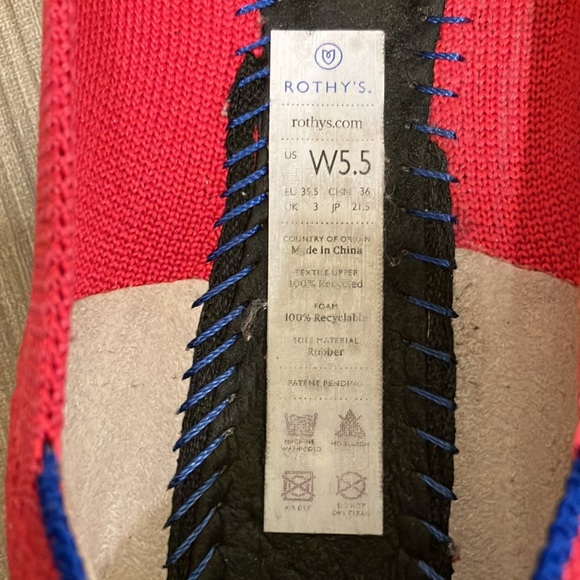 ROTHY'S.
rothys.com
US W5.5
EU 35.5 CHN 36
UK 3 JP 21.5
COUNTRY OF ORIGIN
Made in China
TEXTILE UPPER
100% Recycled
FOAM
100% Recyclable
SOLE MATERIAL
Rubber
PATENT PENDING
MACHINE NO BLEACH
WASH COLD
AIR DRY DO NOT
DRY CLEAN